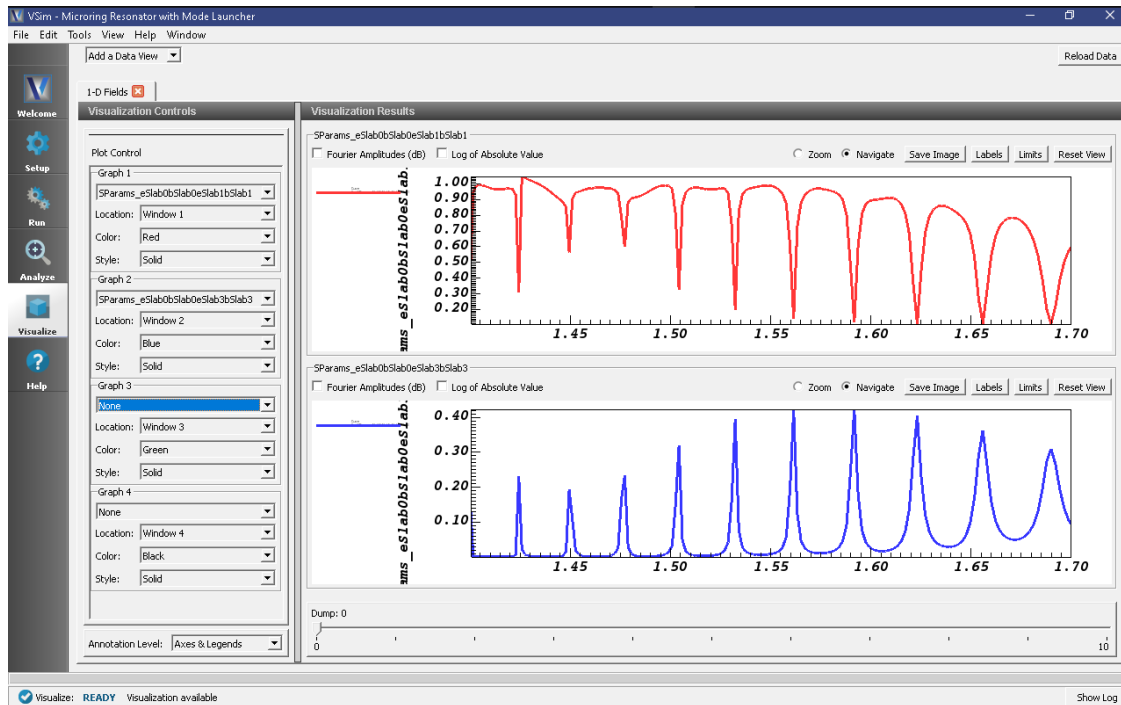 VSim - Microring Resonator with Mode Launcher
File Edit Tools View Help Window
Add a Data View
Reload Data
1-D Fields
Welcome
Setup
Run
Analyze
Visualize
Help
Visualization Controls
Plot Control
Graph 1
SParams_eSlab0bSlab0eSlab1bSlab1
Location: Window 1
Color: Red
Style: Solid
Graph 2
SParams_eSlab0bSlab0eSlab3bSlab3
Location: Window 2
Color: Blue
Style: Solid
Graph 3
None
Location: Window 3
Color: Green
Style: Solid
Graph 4
None
Location: Window 4
Color: Black
Style: Solid
Annotation Level: Axes & Legends
Visualization Results
SParams_eSlab0bSlab0eSlab1bSlab1
Fourier Amplitudes (dB) Log of Absolute Value Zoom Navigate Save Image Labels Limits Reset View
ams_eSlab0bSlab0eSlab.
1.00
0.90
0.80
0.70
0.60
0.50
0.40
0.30
0.20
1.45 1.50 1.55 1.60 1.65 1.70
SParams_eSlab0bSlab0eSlab3bSlab3
Fourier Amplitudes (dB) Log of Absolute Value Zoom Navigate Save Image Labels Limits Reset View
ams_eSlab0bSlab0eSlab.
0.40
0.30
0.20
0.10
1.45 1.50 1.55 1.60 1.65 1.70
Dump: 0
0 10
Visualize: READY Visualization available
Show Log